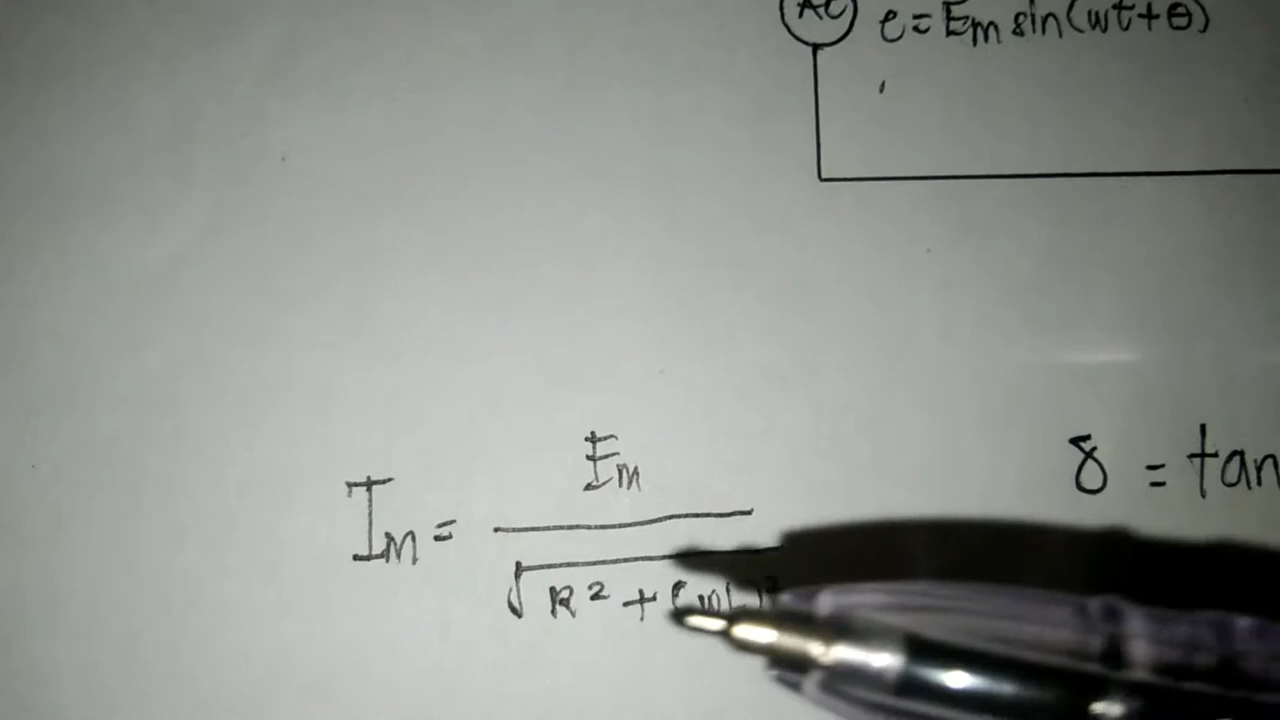 AC e = Em sin(wt+θ)
Im = Em / √R² + (wL)²
δ = tan